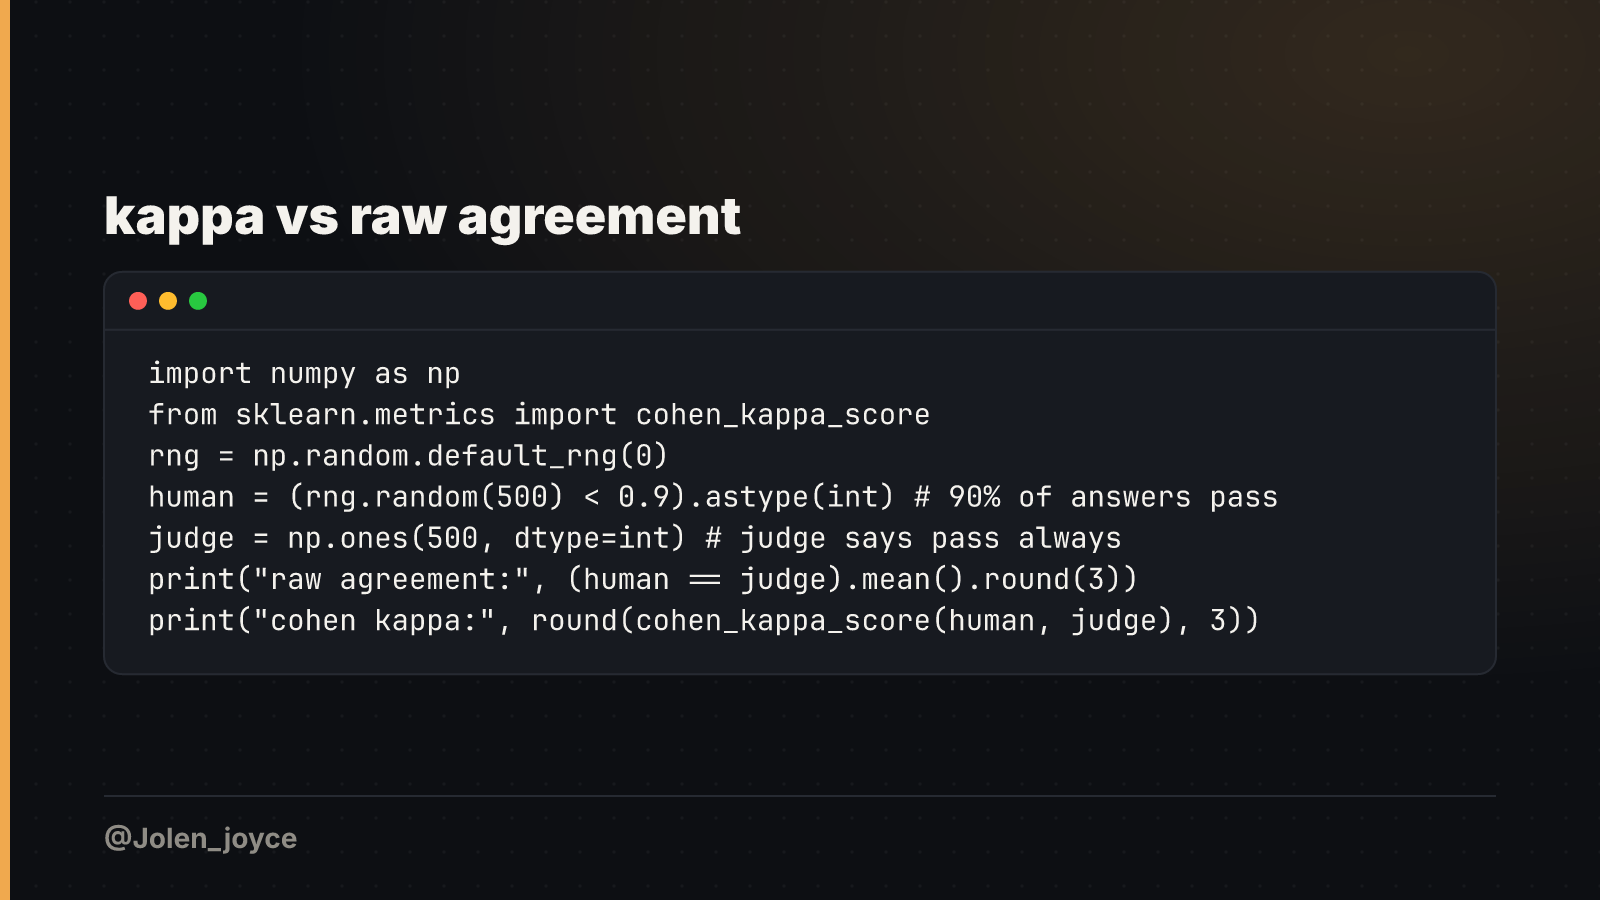 kappa vs raw agreement
import numpy as np
from sklearn.metrics import cohen_kappa_score
rng = np.random.default_rng(0)
human = (rng.random(500) < 0.9).astype(int) # 90% of answers pass
judge = np.ones(500, dtype=int) # judge says pass always
print("raw agreement:", (human == judge).mean().round(3))
print("cohen kappa:", round(cohen_kappa_score(human, judge), 3))
@Jolen_joyce